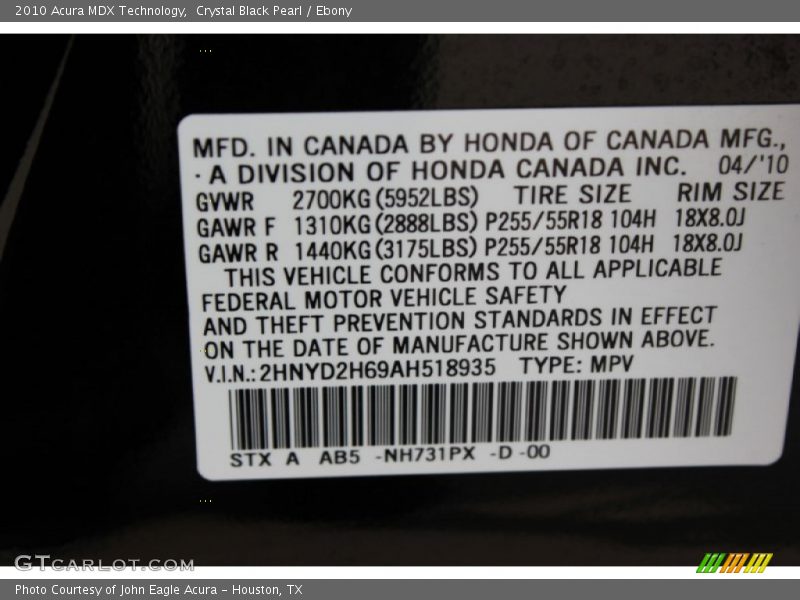 2010 Acura MDX Technology,  Crystal Black Pearl / Ebony
MFD. IN CANADA BY HONDA OF CANADA MFG.,
· A DIVISION OF HONDA CANADA INC. 04/'10
GVWR 2700KG (5952LBS) TIRE SIZE RIM SIZE
GAWR F 1310KG (2888LBS) P255/55R18 104H 18X8.0J
GAWR R 1440KG (3175LBS) P255/55R18 104H 18X8.0J
THIS VEHICLE CONFORMS TO ALL APPLICABLE
FEDERAL MOTOR VEHICLE SAFETY
AND THEFT PREVENTION STANDARDS IN EFFECT
ON THE DATE OF MANUFACTURE SHOWN ABOVE.
V.I.N.: 2HNYD2H69AH518935 TYPE: MPV
STX A AB5 -NH731PX -D -00
GTCARLOT.COM
Photo Courtesy of John Eagle Acura - Houston, TX